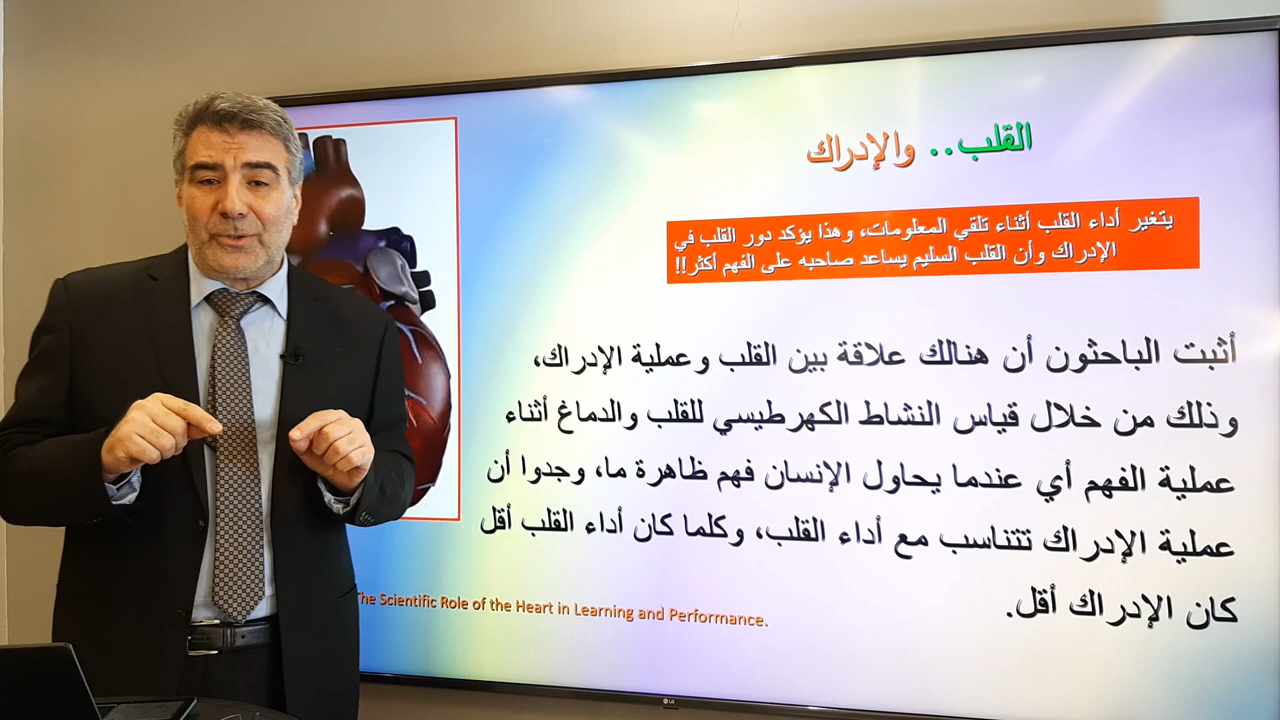 القلب.. والإدراك
يتغير أداء القلب أثناء تلقي المعلومات، وهذا يؤكد دور القلب في
الإدراك وأن القلب السليم يساعد صاحبه على الفهم أكثر!!
أثبت الباحثون أن هنالك علاقة بين القلب وعملية الإدراك،
وذلك من خلال قياس النشاط الكهرطيسي للقلب والدماغ أثناء
عملية الفهم أي عندما يحاول الإنسان فهم ظاهرة ما، وجدوا أن
عملية الإدراك تتناسب مع أداء القلب، وكلما كان أداء القلب أقل
كان الإدراك أقل.
The Scientific Role of the Heart in Learning and Performance.
LG